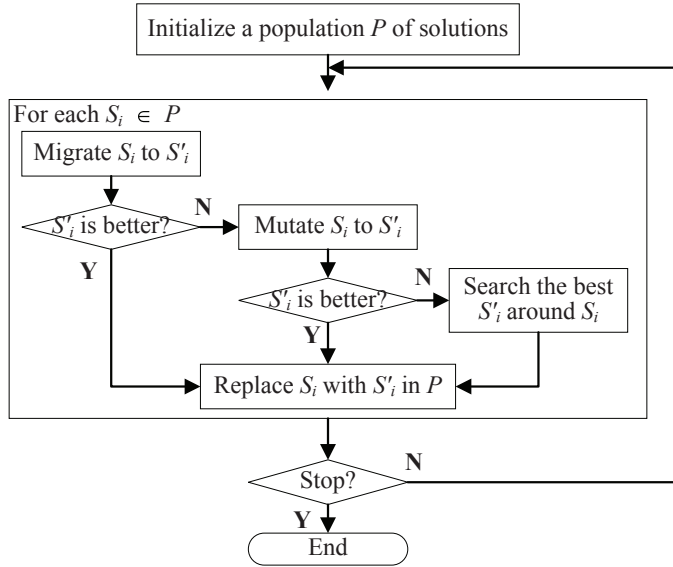 Initialize a population P of solutions
For each Sᵢ ∈ P
Migrate Sᵢ to S′ᵢ
S′ᵢ is better?
N
Mutate Sᵢ to S′ᵢ
Y
S′ᵢ is better?
N
Search the best
S′ᵢ around Sᵢ
Y
Replace Sᵢ with S′ᵢ in P
Stop?
N
Y
End